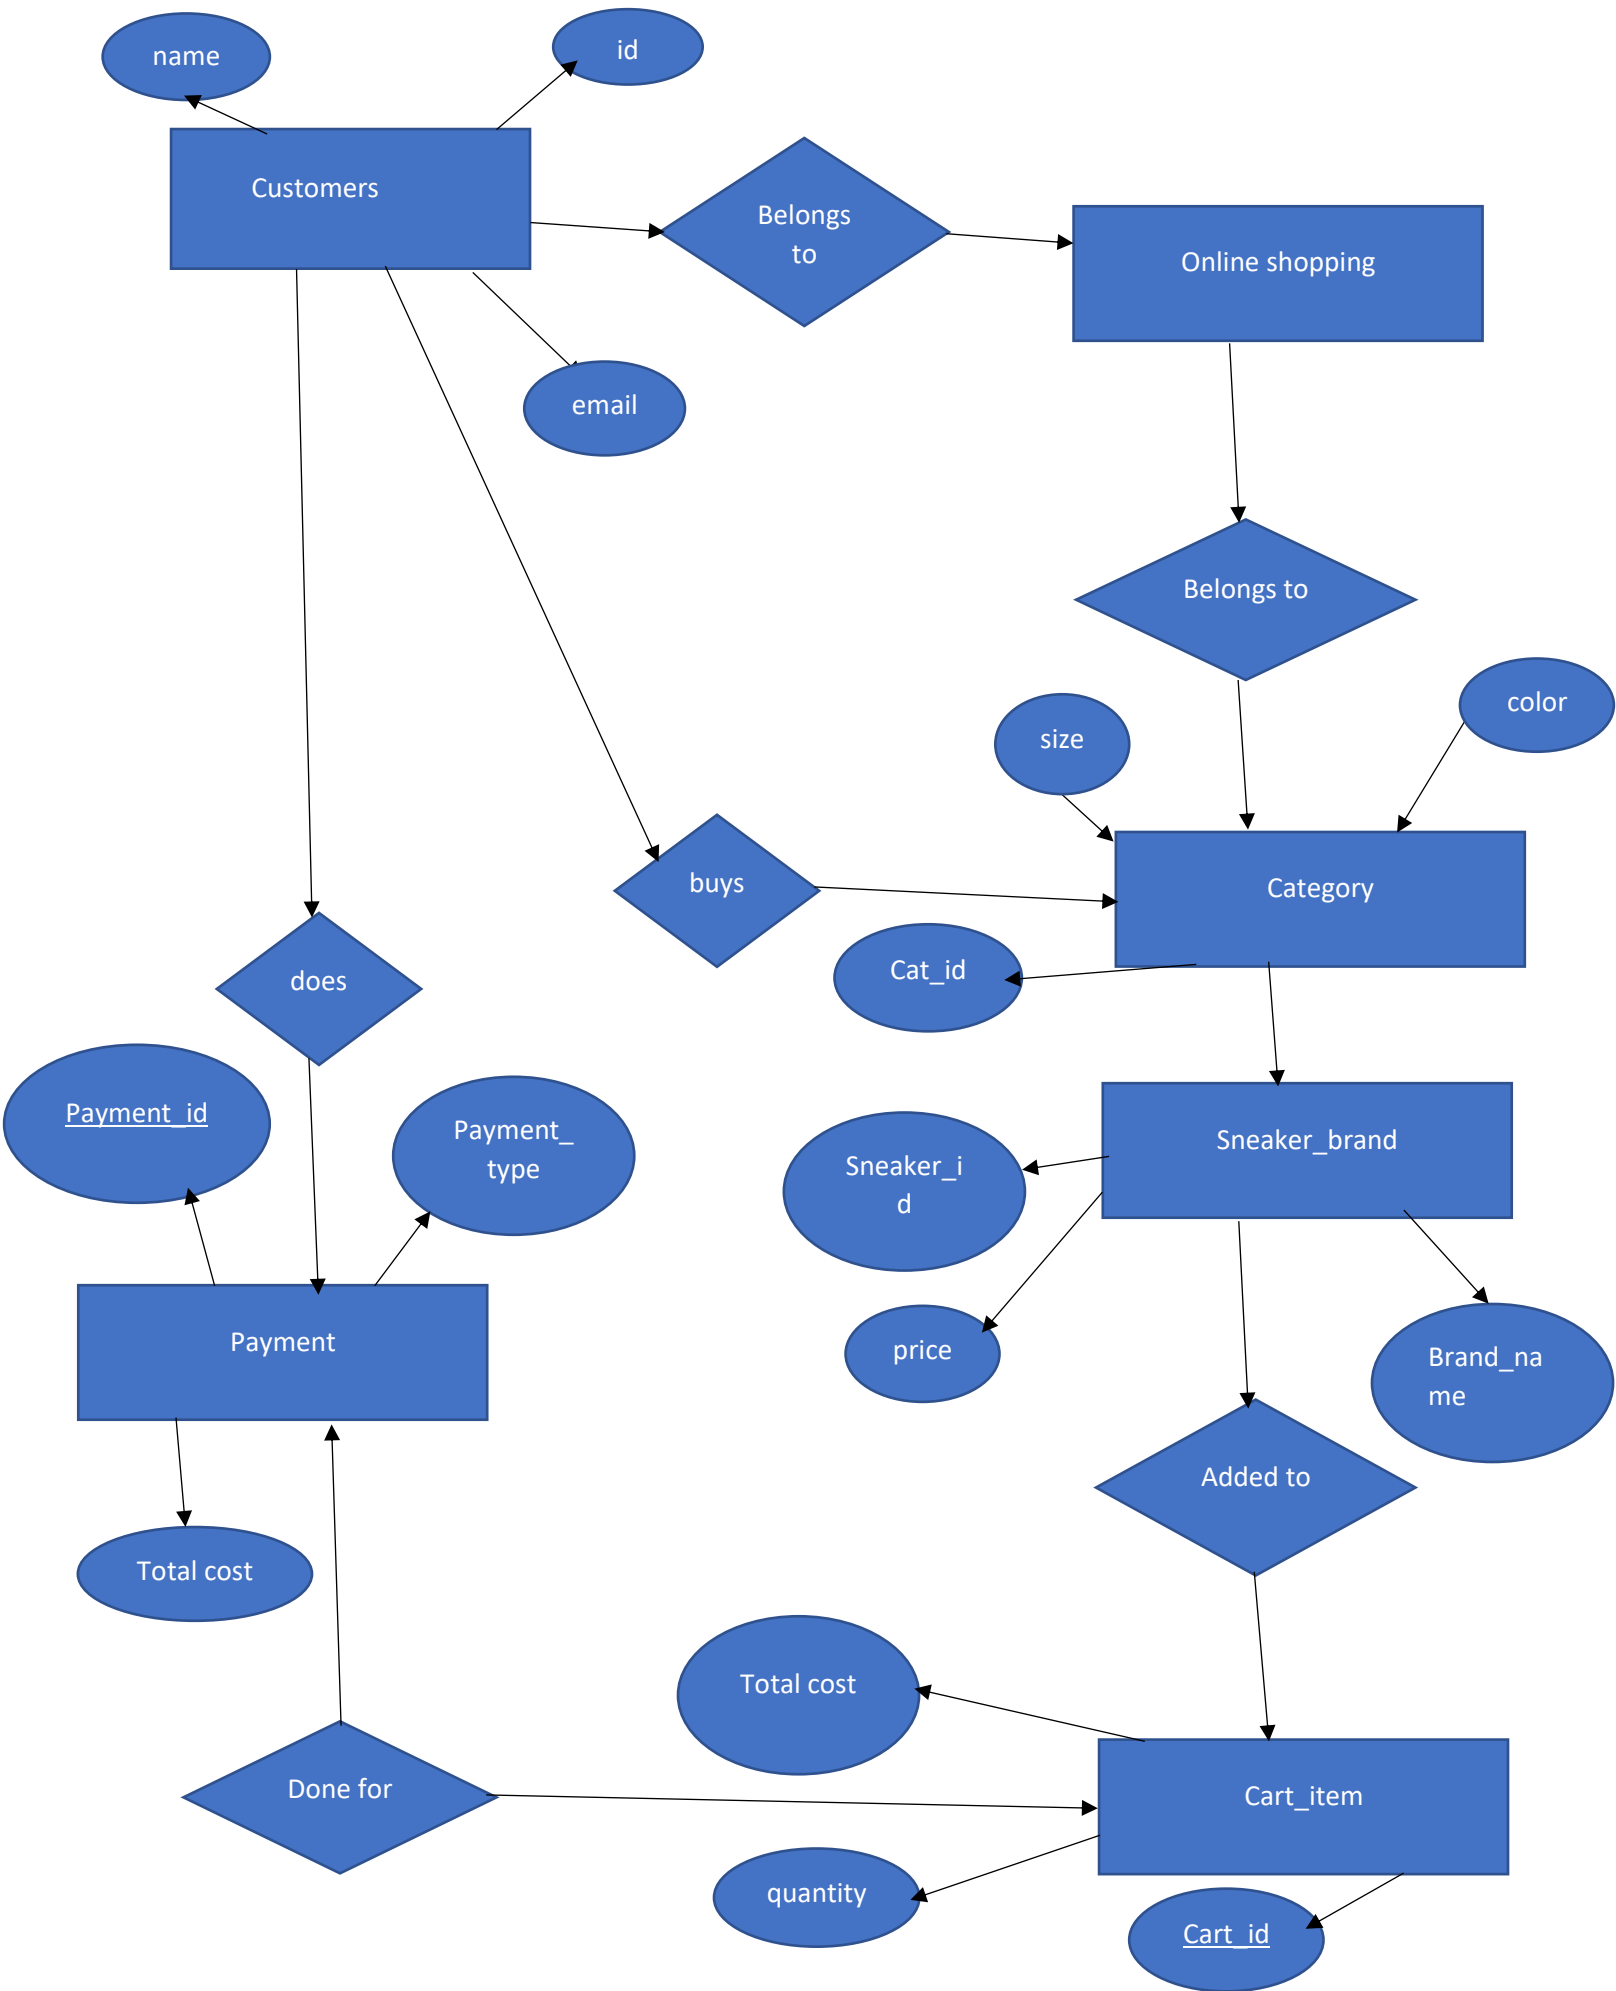 name
id
Customers
Belongs
to
Online shopping
email
Belongs to
color
size
buys
Category
Cat_id
does
Payment_id
Payment_
type
Sneaker_brand
Sneaker_i
d
Payment
price
Brand_na
me
Added to
Total cost
Total cost
Done for
Cart_item
quantity
Cart_id